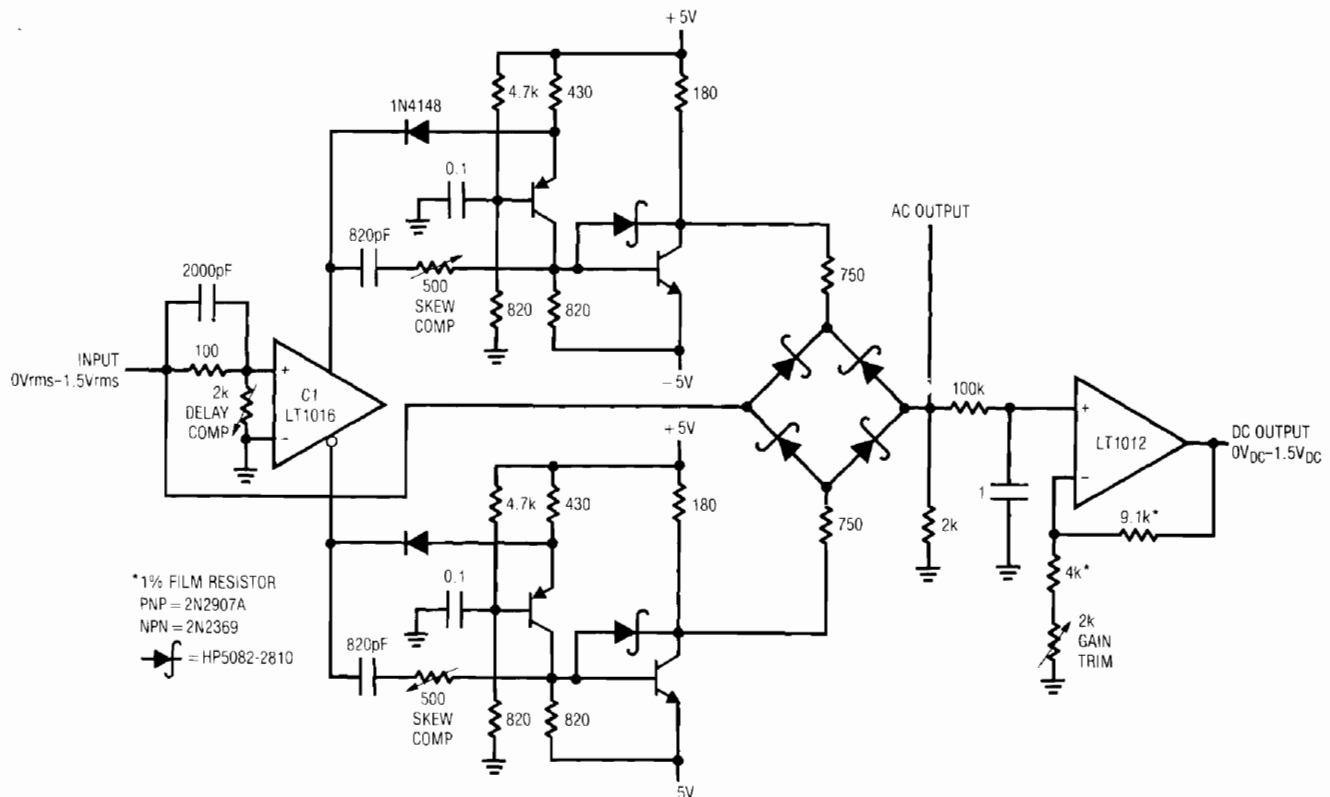 +5V
4.7k
430
180
1N4148
0.1
820pF
500
SKEW
COMP
820
820
-5V
2000pF
100
INPUT
0Vrms-1.5Vrms
2k
DELAY
COMP
+
-
C1
LT1016
AC OUTPUT
750
100k
+
-
LT1012
DC OUTPUT
0VDC-1.5VDC
1
2k
9.1k*
4k*
2k
GAIN
TRIM
+5V
4.7k
430
180
750
0.1
820pF
500
SKEW
COMP
820
820
5V
*1% FILM RESISTOR
PNP = 2N2907A
NPN = 2N2369
= HP5082-2810